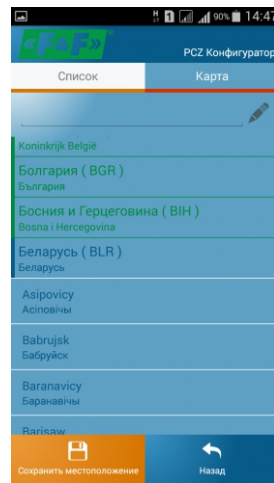 H 1 90% 14:47
«F&F»®
PCZ Конфигуратор
Список Карта
Koninkrijk België
Болгария ( BGR )
България
Босния и Герцеговина ( BIH )
Bosna i Hercegovina
Беларусь ( BLR )
Беларусь
Asipovicy
Асіповічы
Babrujsk
Бабруйск
Baranavicy
Баранавічы
Barisaw
Сохранить местоположение Назад